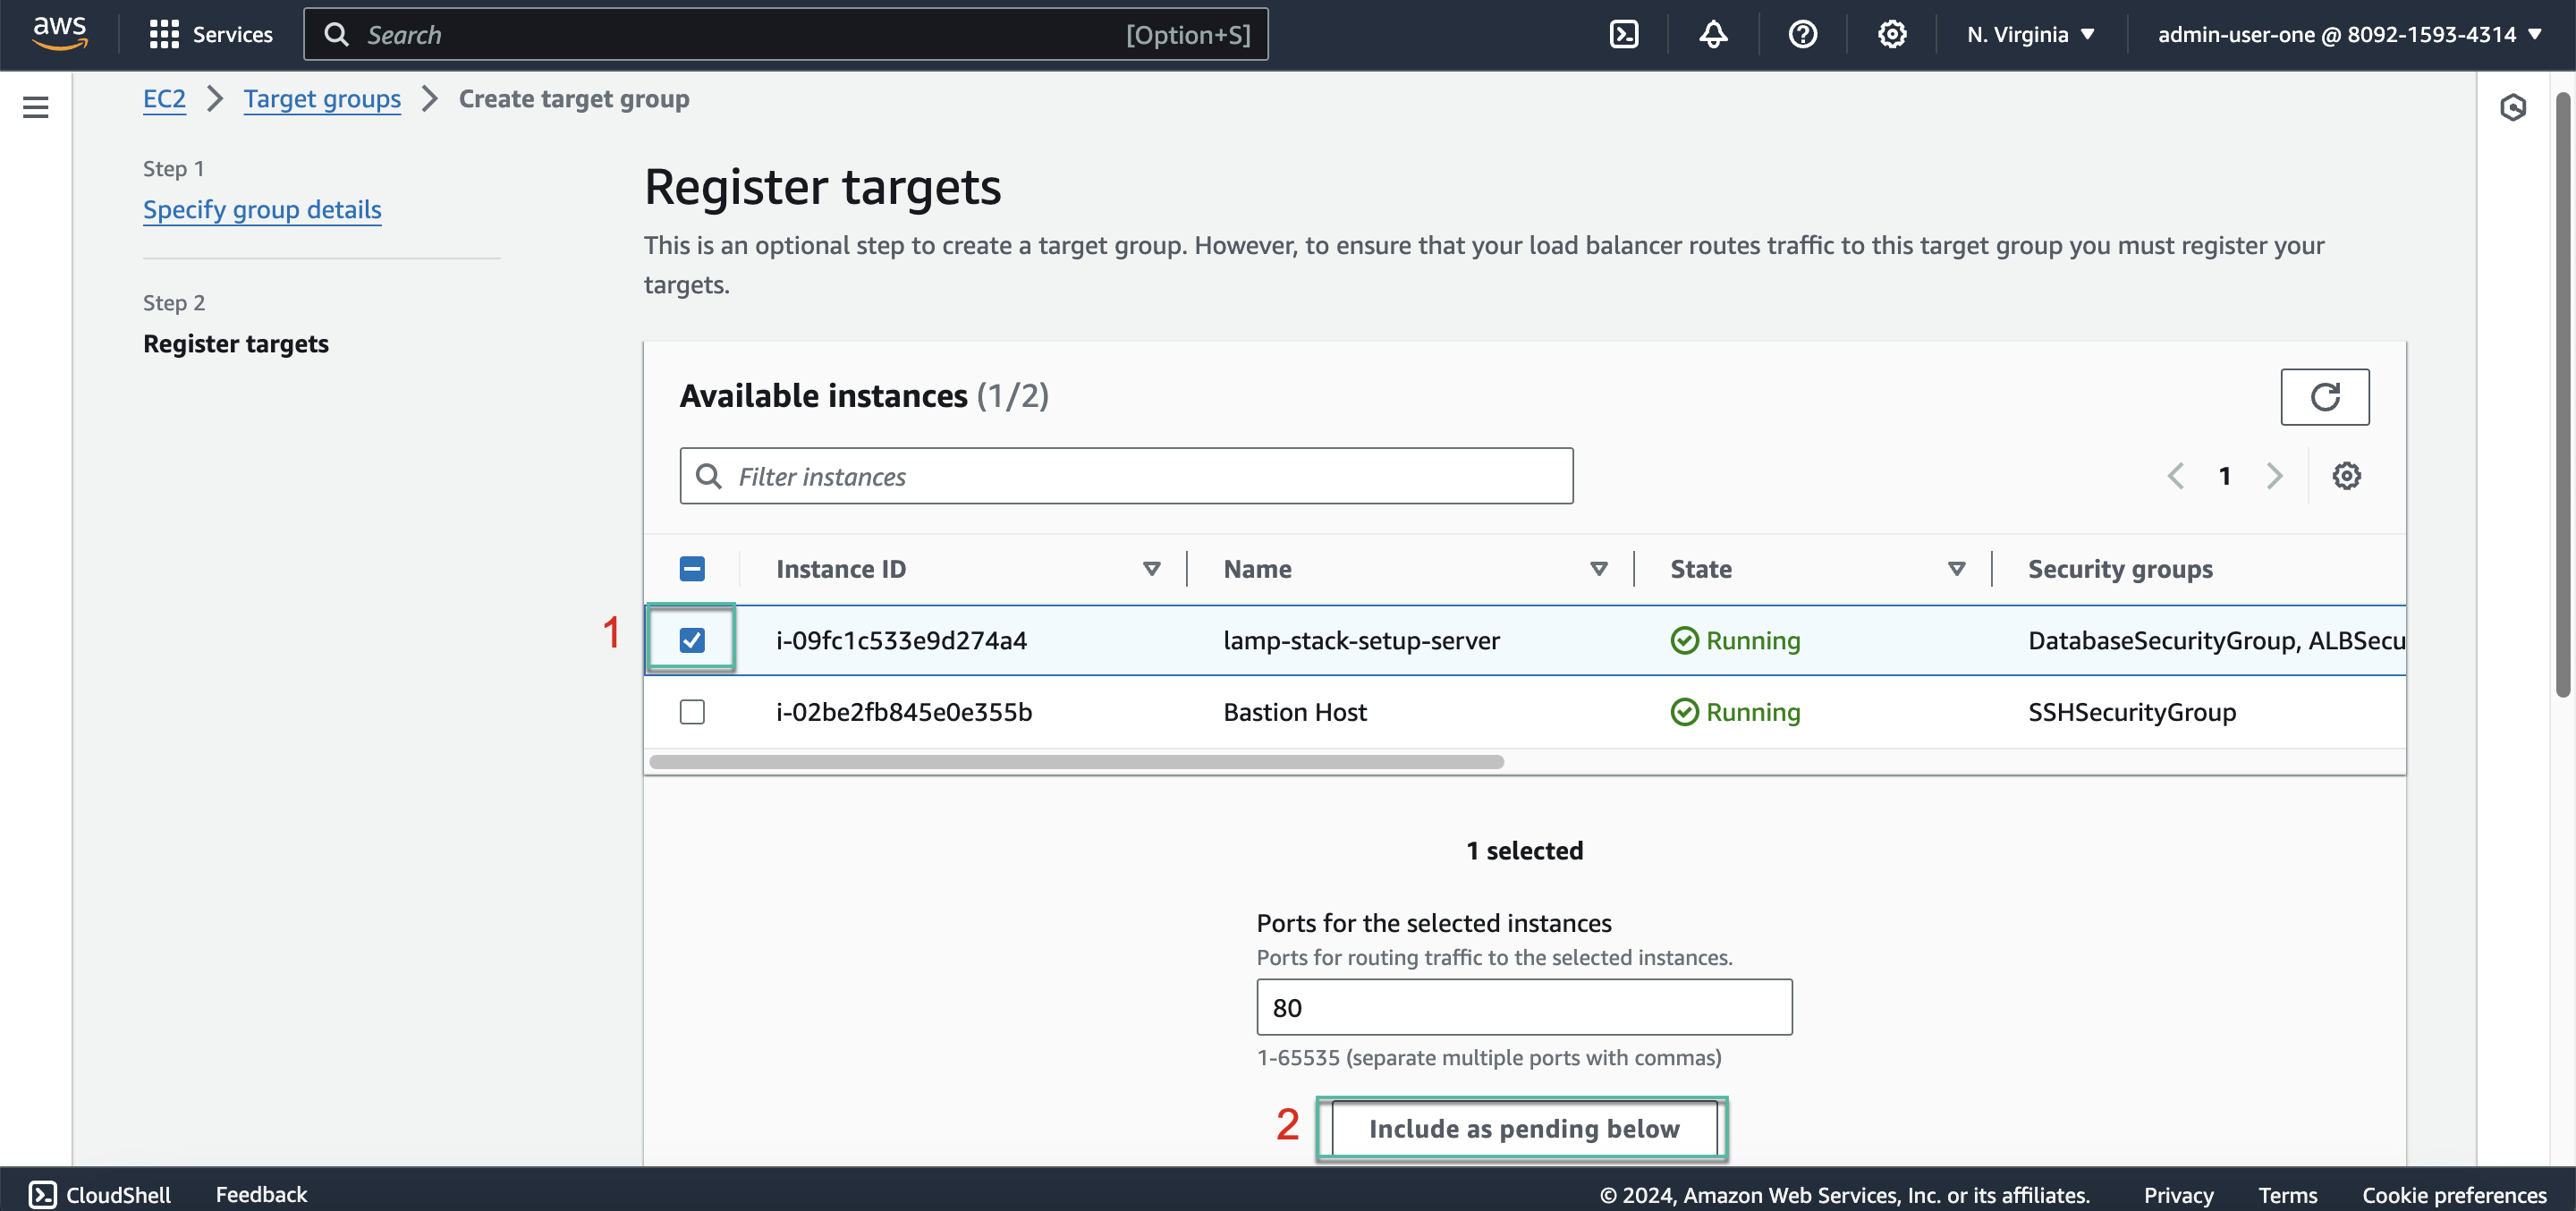 aws
Services
Search
[Option+S]
N. Virginia
admin-user-one @ 8092-1593-4314
EC2
Target groups
Create target group
Step 1
Specify group details
Step 2
Register targets
Register targets
This is an optional step to create a target group. However, to ensure that your load balancer routes traffic to this target group you must register your
targets.
Available instances (1/2)
Filter instances
1
Instance ID
Name
State
Security groups
1
i-09fc1c533e9d274a4
lamp-stack-setup-server
Running
DatabaseSecurityGroup, ALBSecu
i-02be2fb845e0e355b
Bastion Host
Running
SSHSecurityGroup
1 selected
Ports for the selected instances
Ports for routing traffic to the selected instances.
80
1-65535 (separate multiple ports with commas)
2
Include as pending below
CloudShell
Feedback
© 2024, Amazon Web Services, Inc. or its affiliates.
Privacy
Terms
Cookie preferences